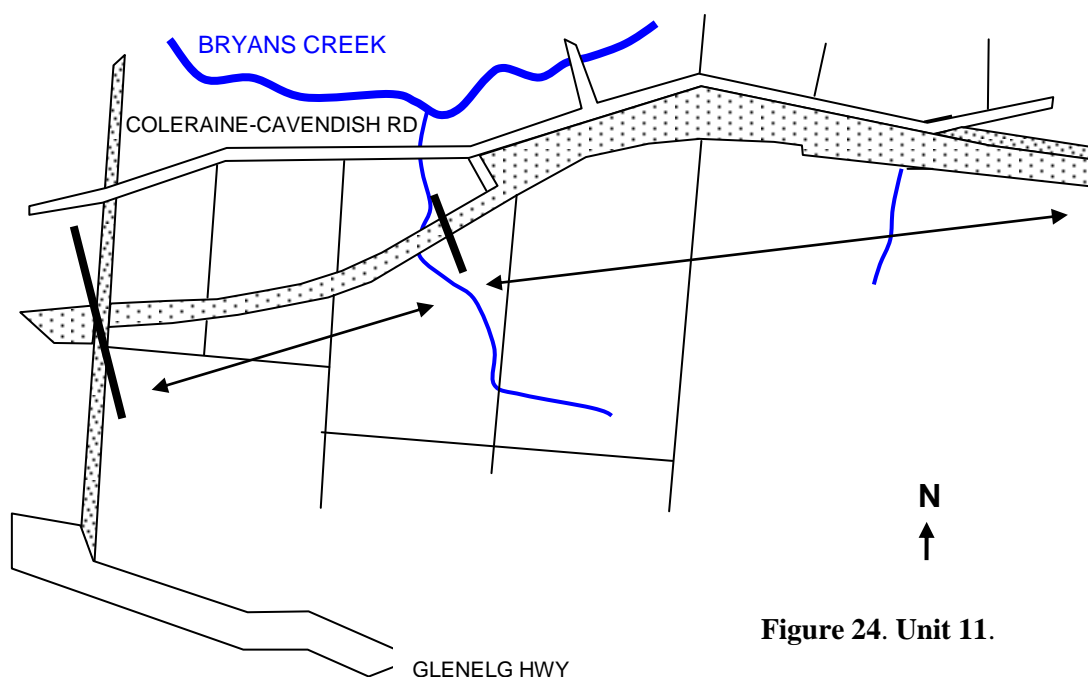 BRYANS CREEK
COLERAINE-CAVENDISH RD
N
Figure 24. Unit 11.
GLENELG HWY